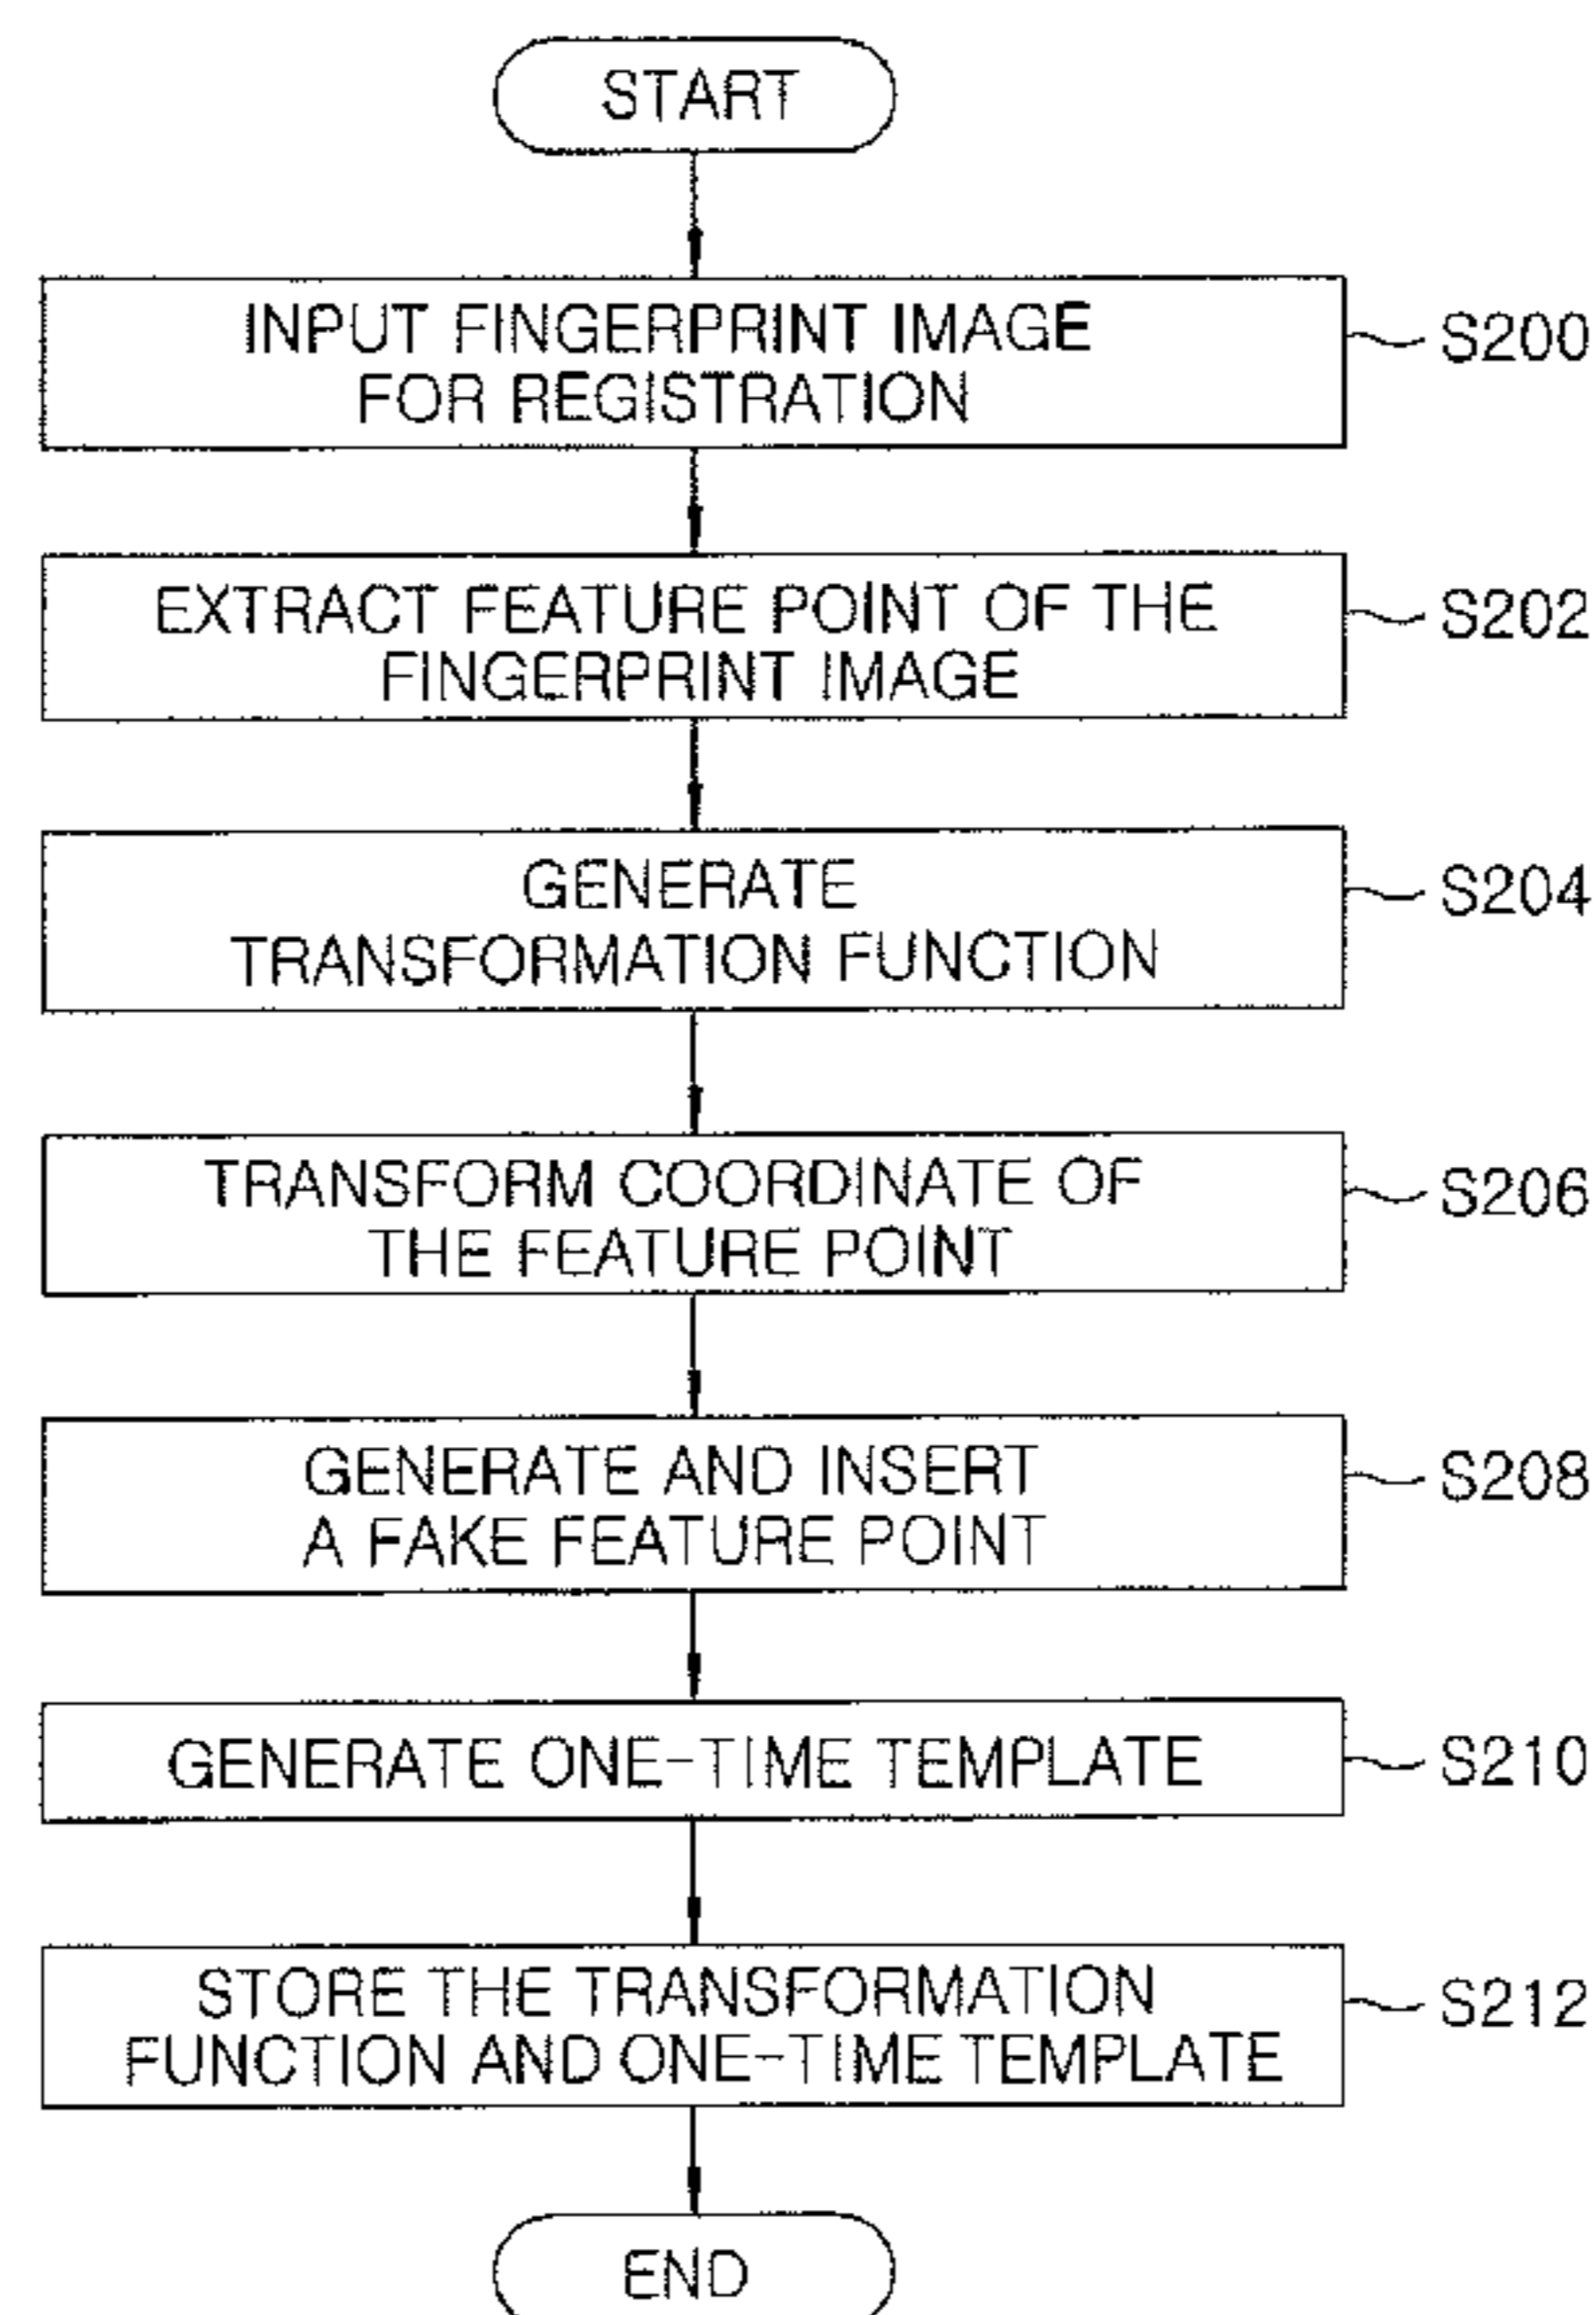 START
INPUT FINGERPRINT IMAGE
FOR REGISTRATION
S200
EXTRACT FEATURE POINT OF THE
FINGERPRINT IMAGE
S202
GENERATE
TRANSFORMATION FUNCTION
S204
TRANSFORM COORDINATE OF
THE FEATURE POINT
S206
GENERATE AND INSERT
A FAKE FEATURE POINT
S208
GENERATE ONE-TIME TEMPLATE
S210
STORE THE TRANSFORMATION
FUNCTION AND ONE-TIME TEMPLATE
S212
END